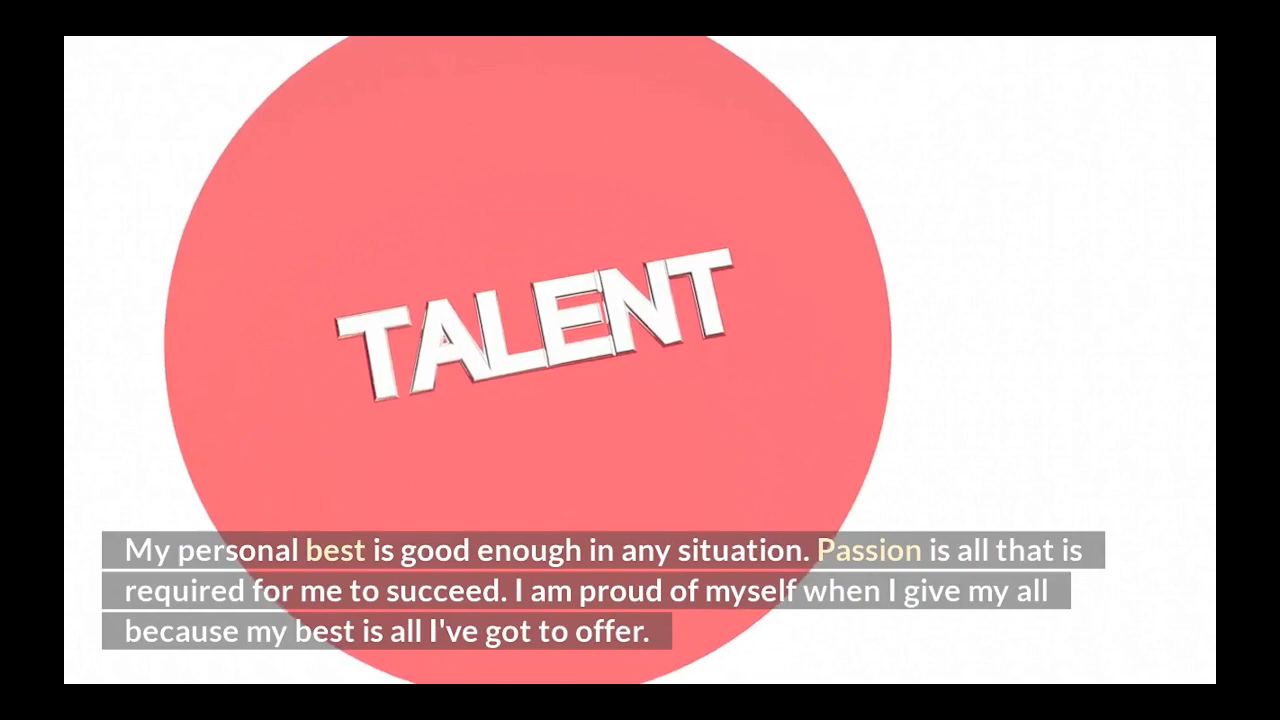 TALENT
My personal best is good enough in any situation. Passion is all that is
required for me to succeed. I am proud of myself when I give my all
because my best is all I've got to offer.